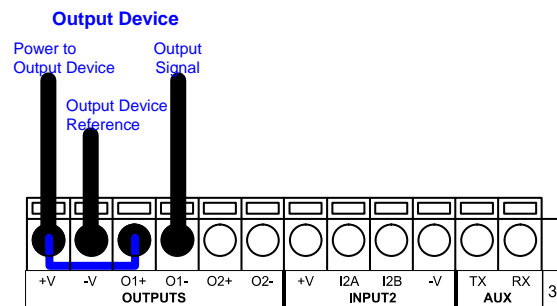 Output Device
Power to
Output Device
Output
Signal
Output Device
Reference
+V -V O1+ O1- O2+ O2- +V I2A I2B -V TX RX
OUTPUTS INPUT2 AUX
3